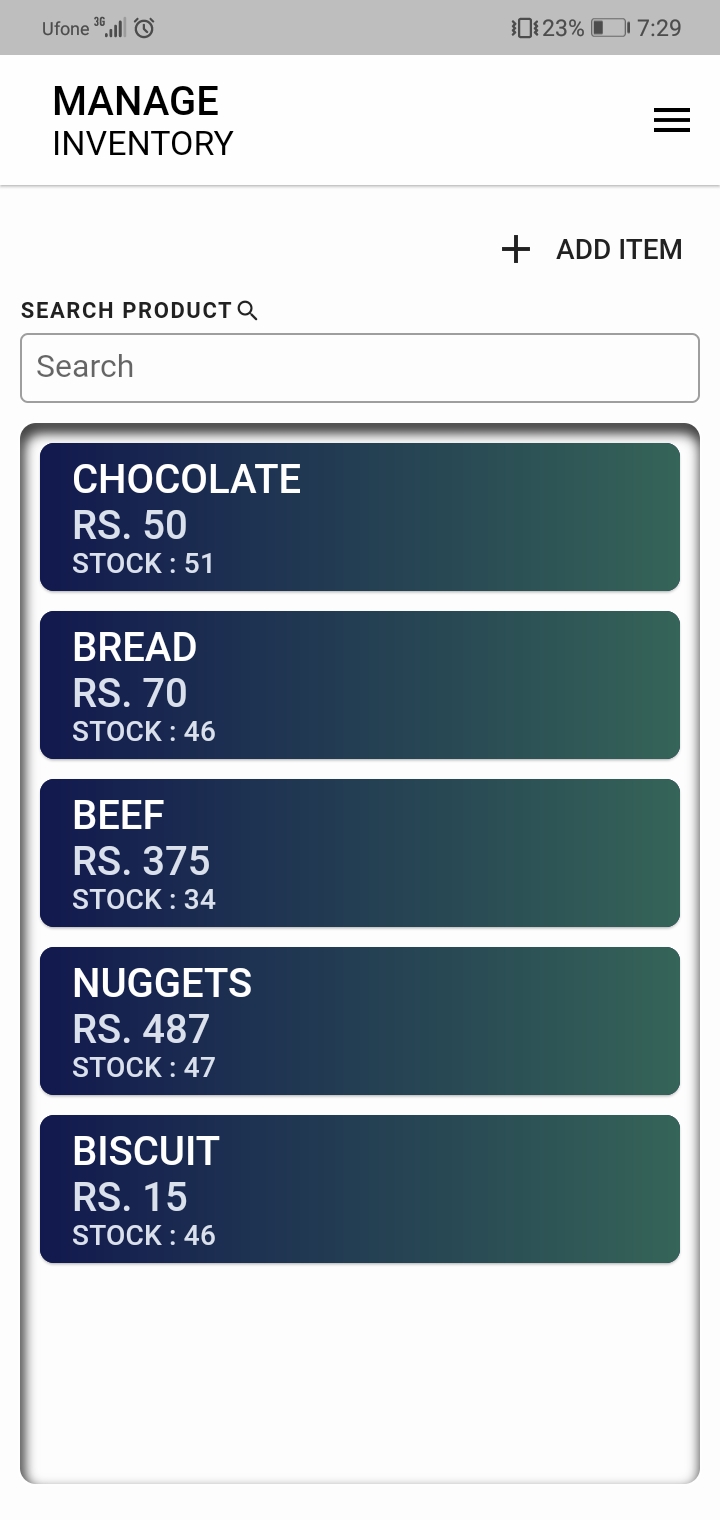 Ufone 3G 23% 7:29
MANAGE
INVENTORY
ADD ITEM
SEARCH PRODUCT
Search
CHOCOLATE
RS. 50
STOCK : 51
BREAD
RS. 70
STOCK : 46
BEEF
RS. 375
STOCK : 34
NUGGETS
RS. 487
STOCK : 47
BISCUIT
RS. 15
STOCK : 46